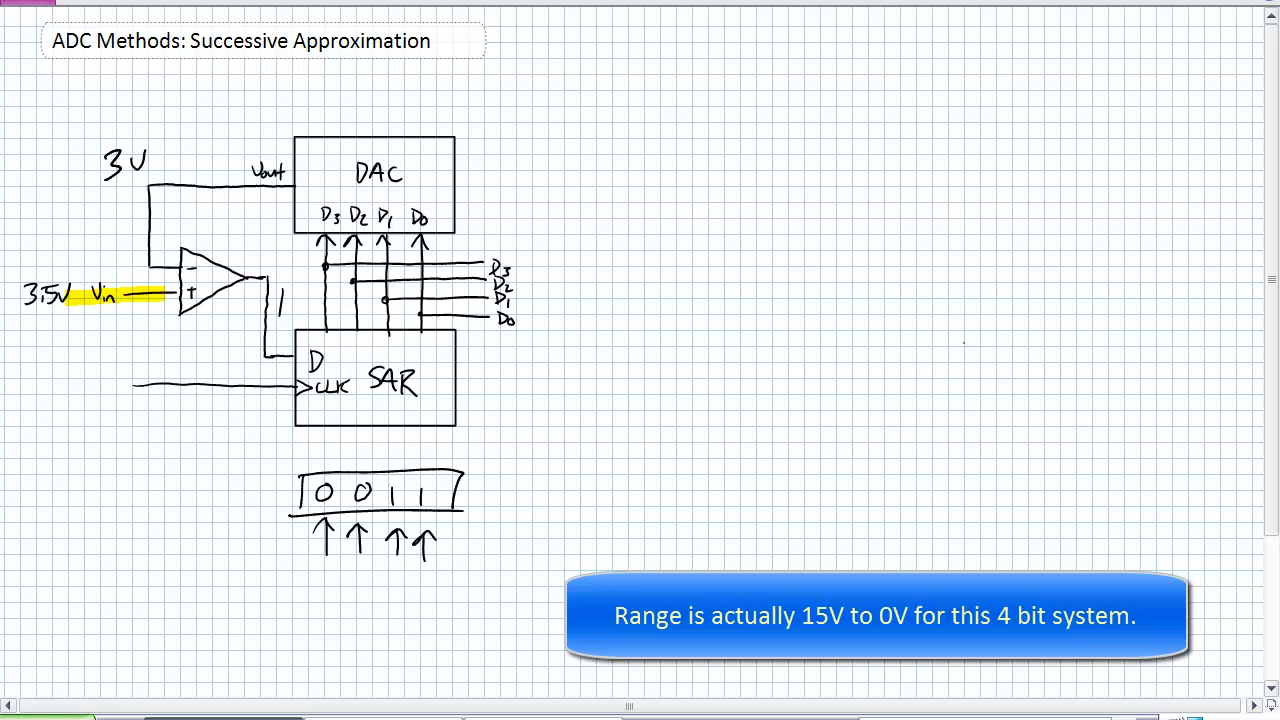 ADC Methods: Successive Approximation
3V
Vout
DAC
D3 D2 D1 D0
D3
D2
D1
D0
3.5V Vin
−
+
1
D
CLK
SAR
0 0 1 1
Range is actually 15V to 0V for this 4 bit system.